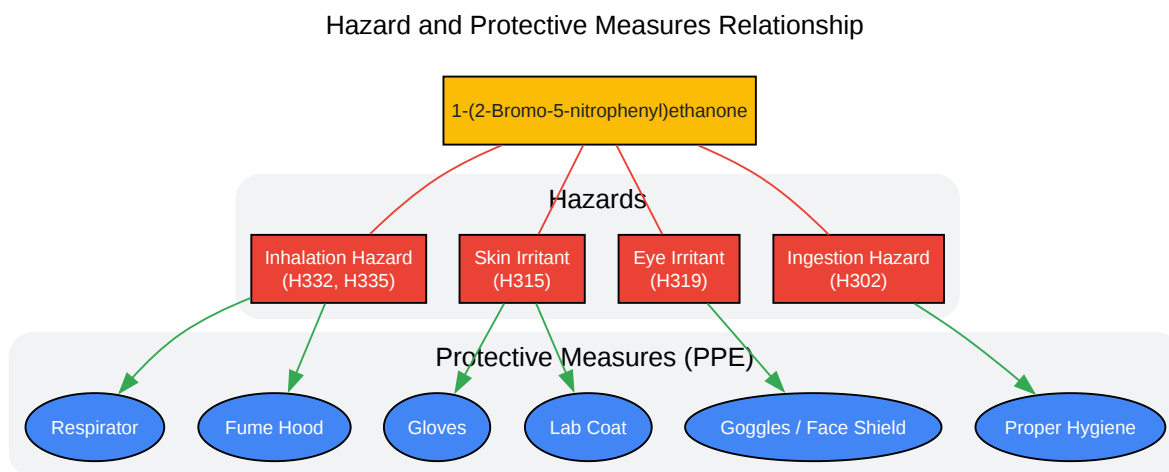 Hazard and Protective Measures Relationship
1-(2-Bromo-5-nitrophenyl)ethanone
Hazards
Inhalation Hazard
(H332, H335)
Skin Irritant
(H315)
Eye Irritant
(H319)
Ingestion Hazard
(H302)
Protective Measures (PPE)
Respirator
Fume Hood
Gloves
Lab Coat
Goggles / Face Shield
Proper Hygiene